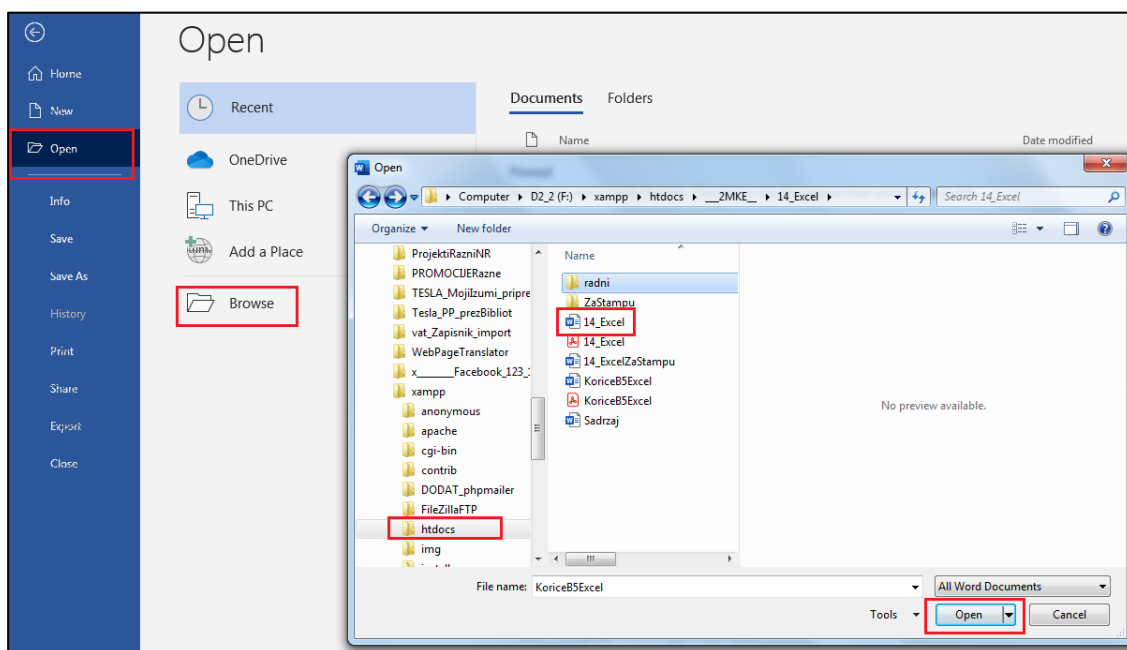 Open
Home
New
Open
Info
Save
Save As
History
Print
Share
Export
Close
Recent
OneDrive
This PC
Add a Place
Browse
Documents Folders
Name Date modified
Pinned
Open
Computer D2_2 (F:) xampp htdocs __2MKE__ 14_Excel Search 14_Excel
Organize New folder
ProjektiRazniNR
PROMOCIJERazne
TESLA_MojiIzumi_pripre
Tesla_PP_prezBibliot
vat_Zapisnik_import
WebPageTranslator
xampp
anonymous
apache
cgi-bin
contrib
DODAT_phpmailer
FileZillaFTP
htdocs
img
Name
radni
ZaStampu
14_Excel
14_Excel
14_ExcelZaStampu
KoriceB5Excel
KoriceB5Excel
Sadrzaj
No preview available.
File name: KoriceB5Excel All Word Documents
Tools Open Cancel